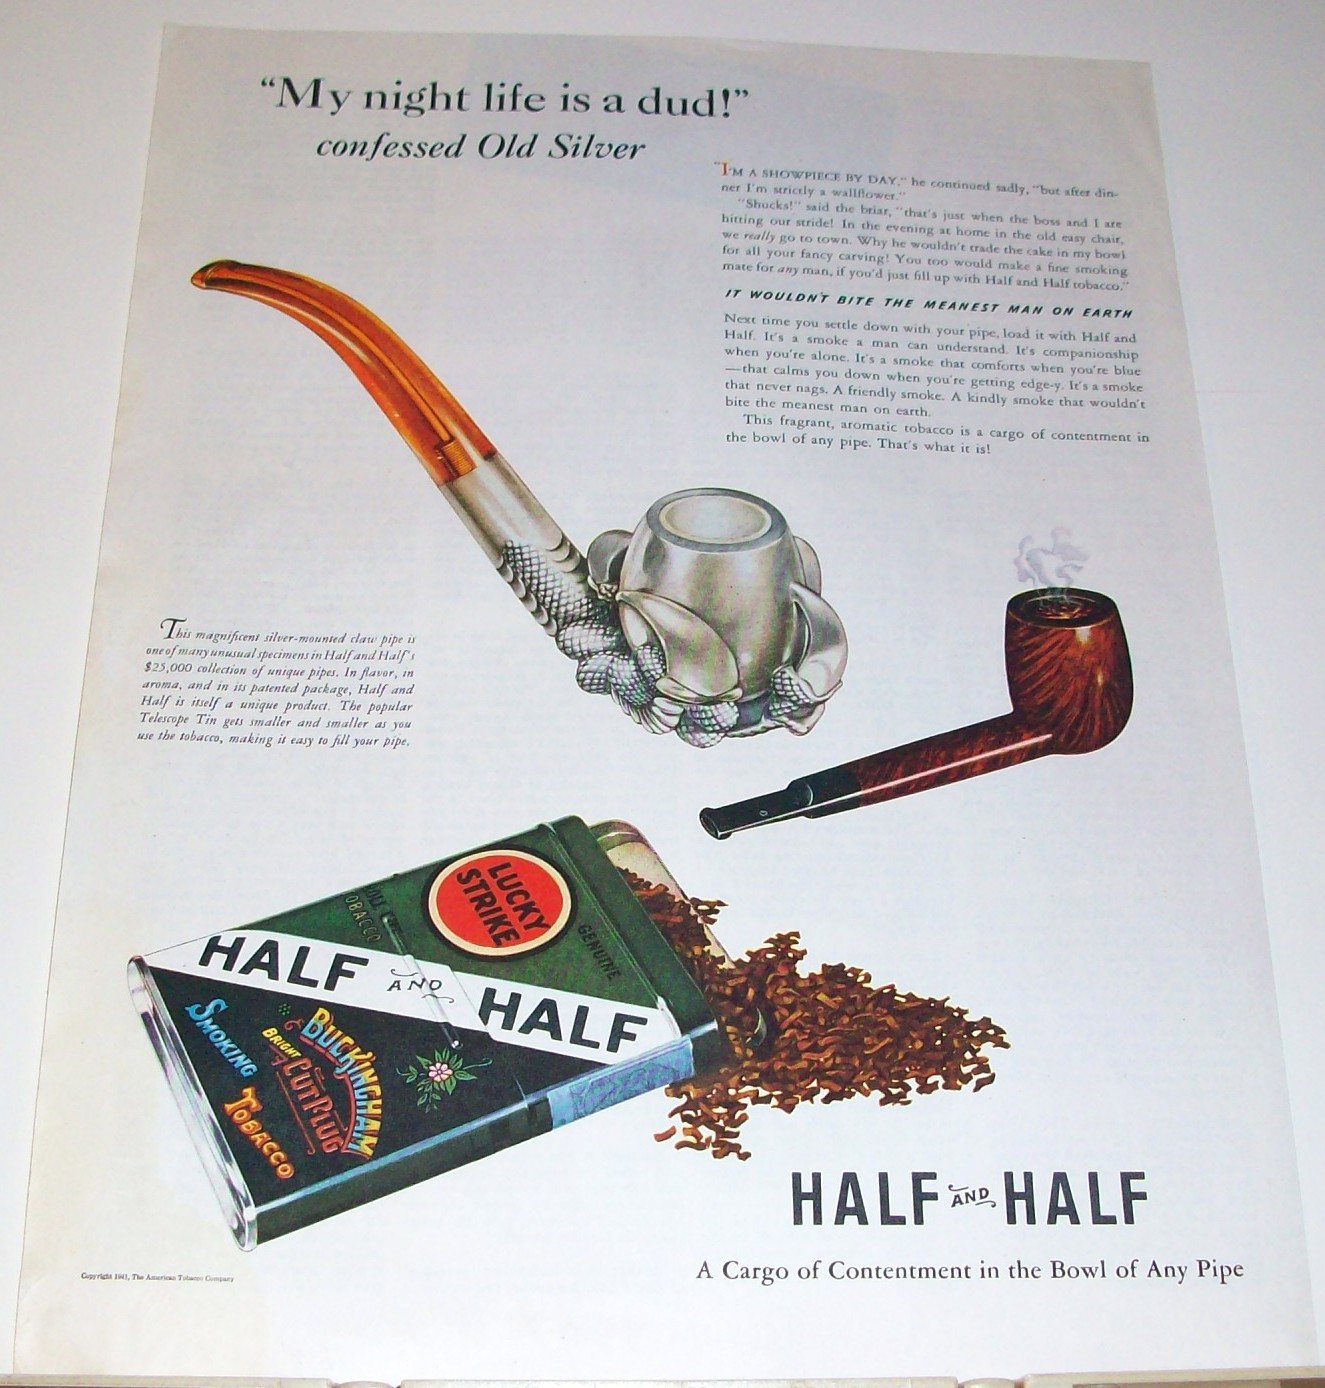 “My night life is a dud!”
confessed Old Silver
"I'M A SHOWPIECE BY DAY," he continued sadly, "but after din-
ner I'm strictly a wallflower."
"Shucks!" said the briar, "that's just when the boss and I are
hitting our stride! In the evening at home in the old easy chair,
we really go to town. Why he wouldn't trade the cake in my bowl
for all your fancy carving! You too would make a fine smoking
mate for any man, if you'd just fill up with Half and Half tobacco."
IT WOULDN'T BITE THE MEANEST MAN ON EARTH
Next time you settle down with your pipe, load it with Half and
Half. It's a smoke a man can understand. It's companionship
when you're alone. It's a smoke that comforts when you're blue
—that calms you down when you're getting edge-y. It's a smoke
that never nags. A friendly smoke. A kindly smoke that wouldn't
bite the meanest man on earth.
This fragrant, aromatic tobacco is a cargo of contentment in
the bowl of any pipe. That's what it is!
This magnificent silver-mounted claw pipe is
one of many unusual specimens in Half and Half's
$25,000 collection of unique pipes. In flavor, in
aroma, and in its patented package, Half and
Half is itself a unique product. The popular
Telescope Tin gets smaller and smaller as you
use the tobacco, making it easy to fill your pipe.
LUCKY
STRIKE
GENUINE
ROLL CUT
TOBACCO
HALF AND HALF
BUCKINGHAM
BRIGHT
CUT PLUG
SMOKING
TOBACCO
HALF AND HALF
A Cargo of Contentment in the Bowl of Any Pipe
Copyright 1941, The American Tobacco Company